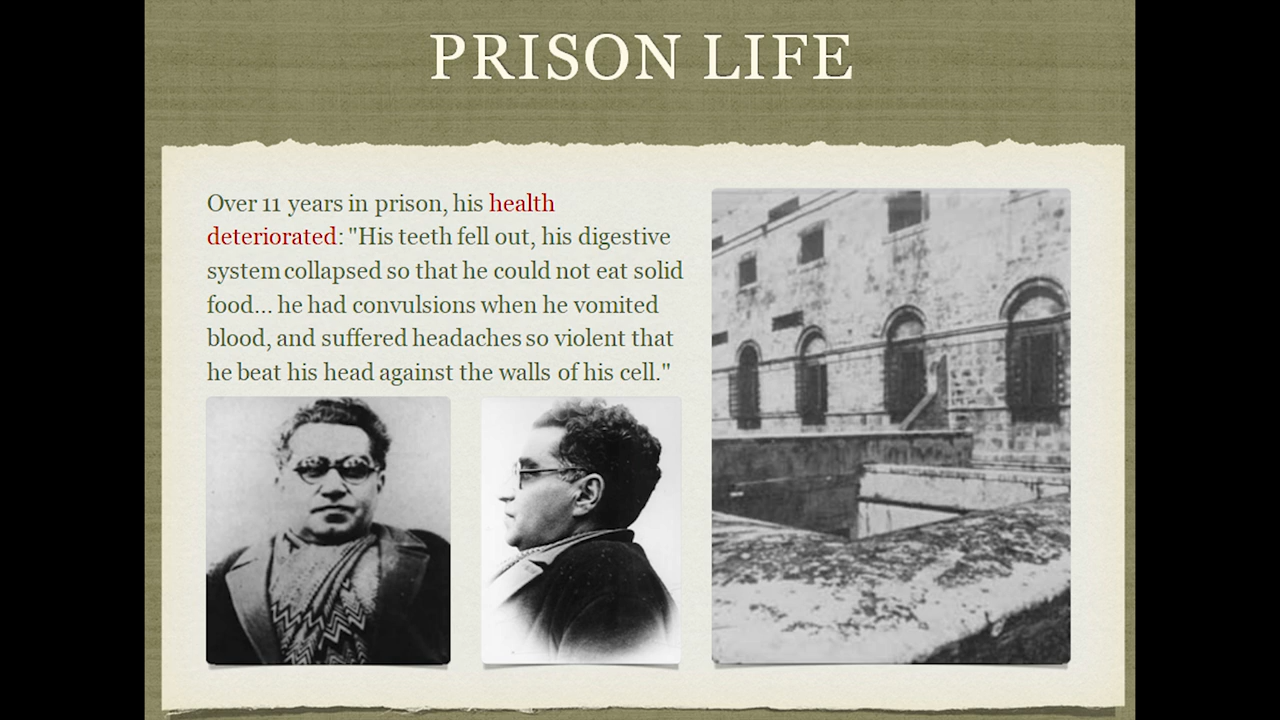 PRISON LIFE
Over 11 years in prison, his health
deteriorated: "His teeth fell out, his digestive
system collapsed so that he could not eat solid
food... he had convulsions when he vomited
blood, and suffered headaches so violent that
he beat his head against the walls of his cell."